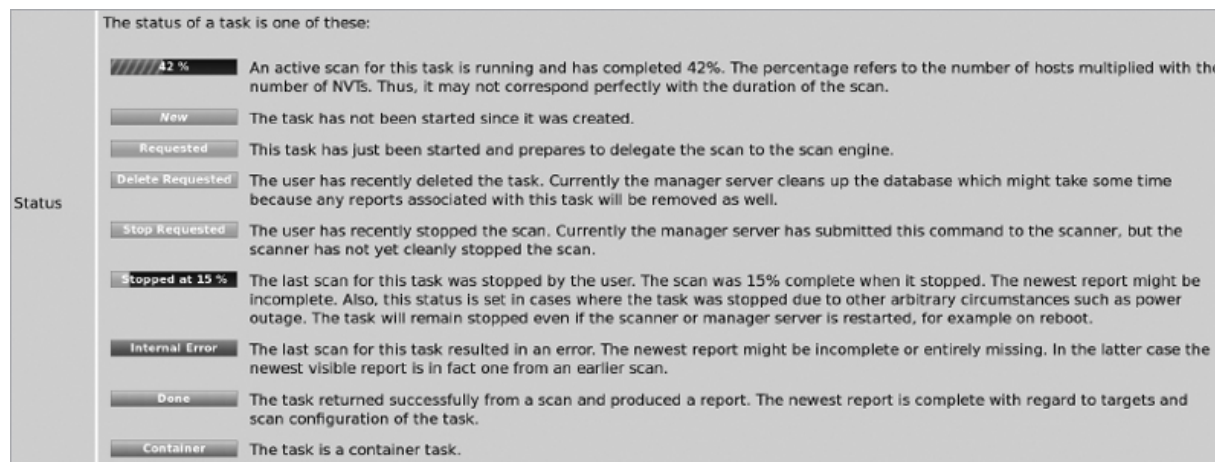 The status of a task is one of these:
42 %
An active scan for this task is running and has completed 42%. The percentage refers to the number of hosts multiplied with the
number of NVTs. Thus, it may not correspond perfectly with the duration of the scan.
New
The task has not been started since it was created.
Requested
This task has just been started and prepares to delegate the scan to the scan engine.
Delete Requested
The user has recently deleted the task. Currently the manager server cleans up the database which might take some time
because any reports associated with this task will be removed as well.
Status
Stop Requested
The user has recently stopped the scan. Currently the manager server has submitted this command to the scanner, but the
scanner has not yet cleanly stopped the scan.
Stopped at 15 %
The last scan for this task was stopped by the user. The scan was 15% complete when it stopped. The newest report might be
incomplete. Also, this status is set in cases where the task was stopped due to other arbitrary circumstances such as power
outage. The task will remain stopped even if the scanner or manager server is restarted, for example on reboot.
Internal Error
The last scan for this task resulted in an error. The newest report might be incomplete or entirely missing. In the latter case the
newest visible report is in fact one from an earlier scan.
Done
The task returned successfully from a scan and produced a report. The newest report is complete with regard to targets and
scan configuration of the task.
Container
The task is a container task.